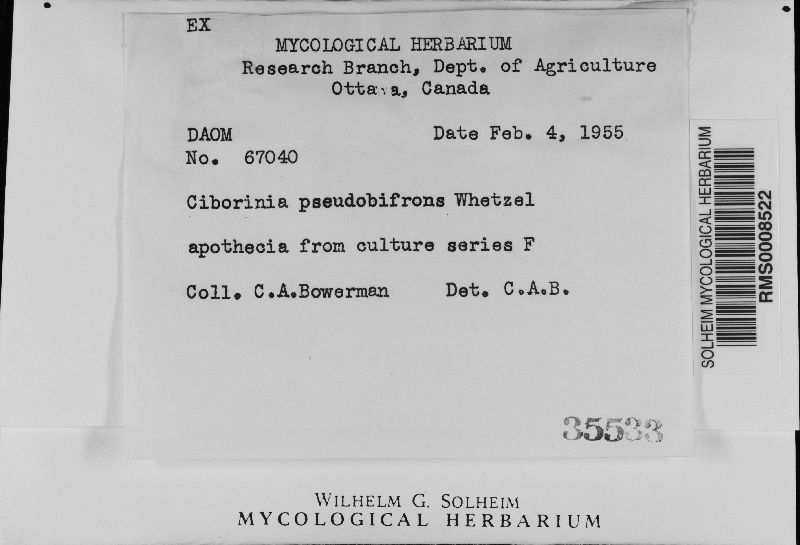 EX
MYCOLOGICAL HERBARIUM
Research Branch, Dept. of Agriculture
Ottawa, Canada
DAOM Date Feb. 4, 1955
No. 67040
Ciborinia pseudobifrons Whetzel
apothecia from culture series F
Coll. C.A.Bowerman Det. C.A.B.
35533
SOLHEIM MYCOLOGICAL HERBARIUM
RMS0008522
WILHELM G. SOLHEIM
MYCOLOGICAL HERBARIUM